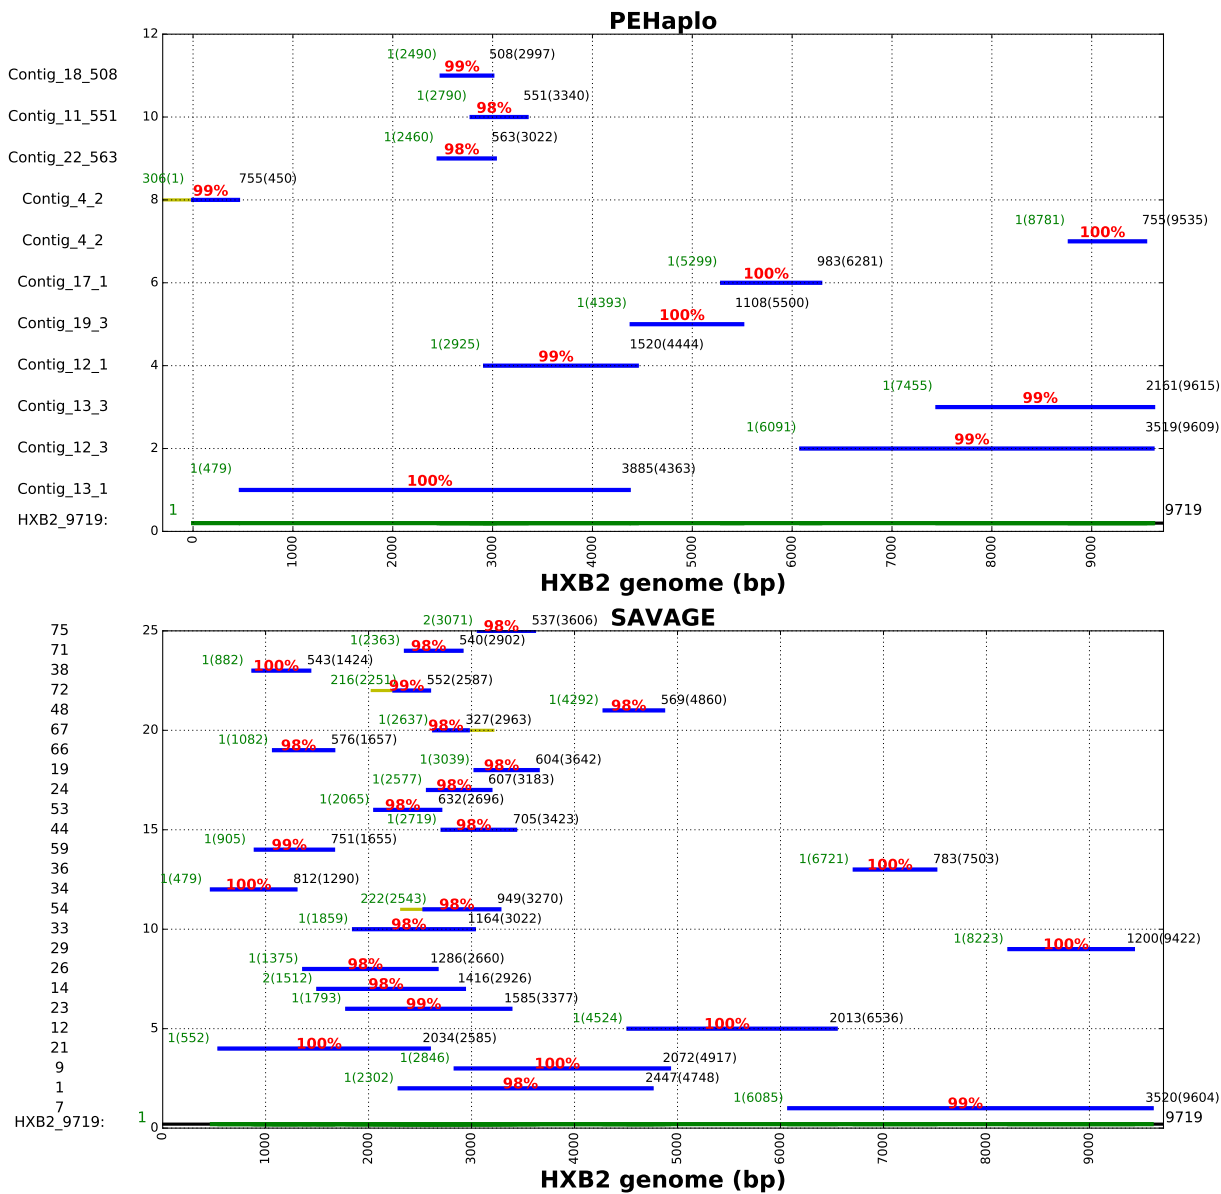 PEHaplo
12
1(2490) 508(2997)
Contig_18_508 99%
1(2790) 551(3340)
Contig_11_551 10 98%
1(2460) 563(3022)
Contig_22_563 98%
306(1) 755(450)
Contig_4_2 8 99%
1(8781) 755(9535)
Contig_4_2 100%
1(5299) 983(6281)
Contig_17_1 6 100%
1(4393) 1108(5500)
Contig_19_3 100%
1(2925) 1520(4444)
Contig_12_1 4 99%
1(7455) 2161(9615)
Contig_13_3 99%
1(6091) 3519(9609)
Contig_12_3 2 99%
1(479) 3885(4363)
Contig_13_1 100%
HXB2_9719: 1 9719
0
0 1000 2000 3000 4000 5000 6000 7000 8000 9000
HXB2 genome (bp)
SAVAGE
75 25 2(3071) 98% 537(3606)
71 1(2363) 98% 540(2902)
38 1(882) 100% 543(1424)
72 216(2251) 99% 552(2587)
48 1(4292) 98% 569(4860)
67 20 1(2637) 98% 327(2963)
66 1(1082) 98% 576(1657)
19 1(3039) 98% 604(3642)
24 1(2577) 98% 607(3183)
53 1(2065) 98% 632(2696)
44 15 1(2719) 98% 705(3423)
59 1(905) 99% 751(1655)
36 1(6721) 100% 783(7503)
34 1(479) 100% 812(1290)
54 222(2543) 98% 949(3270)
33 10 1(1859) 98% 1164(3022)
29 1(8223) 100% 1200(9422)
26 1(1375) 98% 1286(2660)
14 2(1512) 98% 1416(2926)
23 1(1793) 99% 1585(3377)
12 5 1(4524) 100% 2013(6536)
21 1(552) 100% 2034(2585)
9 1(2846) 100% 2072(4917)
1 1(2302) 98% 2447(4748)
7 1(6085) 99% 3520(9604)
HXB2_9719: 1 9719
0
0 1000 2000 3000 4000 5000 6000 7000 8000 9000
HXB2 genome (bp)